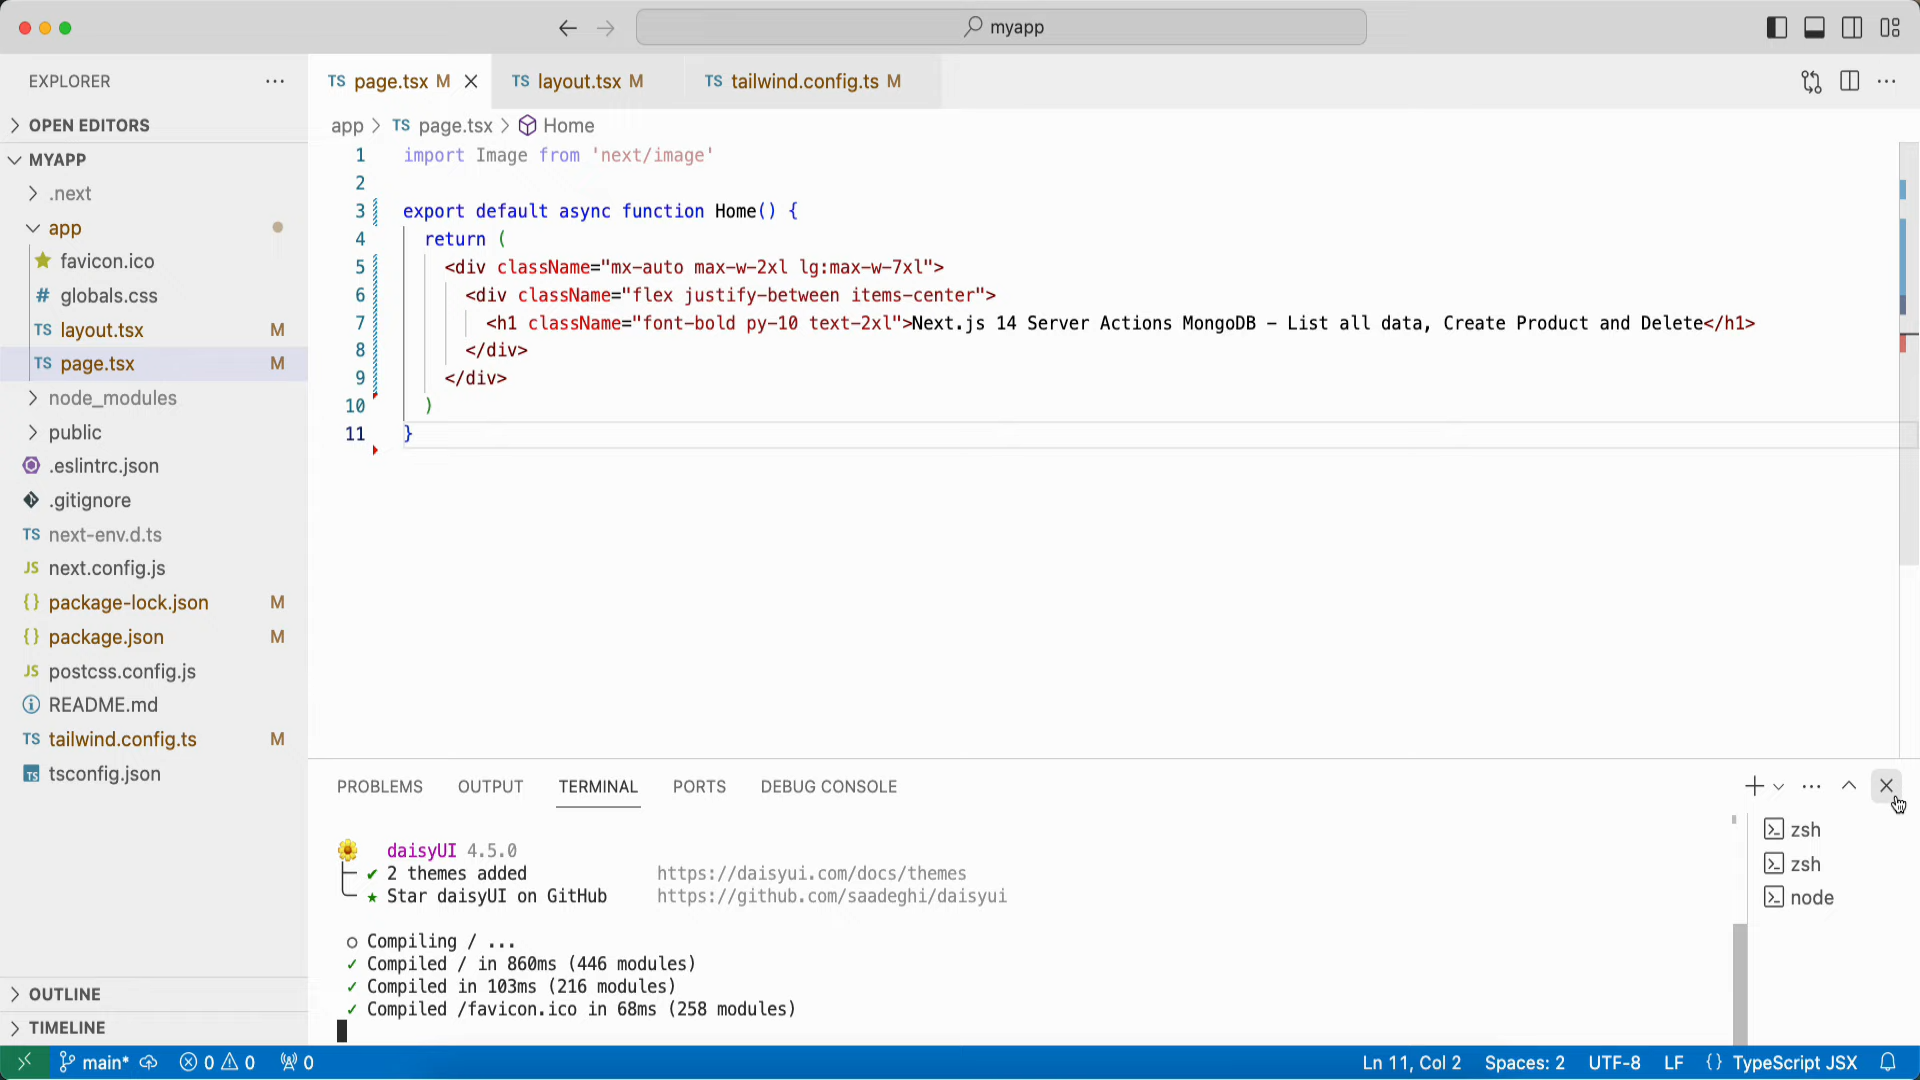 myapp
EXPLORER
OPEN EDITORS
MYAPP
.next
app
favicon.ico
# globals.css
TS layout.tsx M
TS page.tsx M
node_modules
public
.eslintrc.json
.gitignore
TS next-env.d.ts
JS next.config.js
{} package-lock.json M
{} package.json M
JS postcss.config.js
README.md
TS tailwind.config.ts M
TS tsconfig.json
OUTLINE
TIMELINE
TS page.tsx M
TS layout.tsx M
TS tailwind.config.ts M
app > TS page.tsx > Home
1 import Image from 'next/image'
2
3 export default async function Home() {
4 return (
5 <div className="mx-auto max-w-2xl lg:max-w-7xl">
6 <div className="flex justify-between items-center">
7 <h1 className="font-bold py-10 text-2xl">Next.js 14 Server Actions MongoDB – List all data, Create Product and Delete</h1>
8 </div>
9 </div>
10 )
11 }
PROBLEMS OUTPUT TERMINAL PORTS DEBUG CONSOLE
daisyUI 4.5.0
✔ 2 themes added https://daisyui.com/docs/themes
★ Star daisyUI on GitHub https://github.com/saadeghi/daisyui
○ Compiling / ...
✓ Compiled / in 860ms (446 modules)
✓ Compiled in 103ms (216 modules)
✓ Compiled /favicon.ico in 68ms (258 modules)
zsh
zsh
node
main* 0 0 0
Ln 11, Col 2 Spaces: 2 UTF-8 LF {} TypeScript JSX